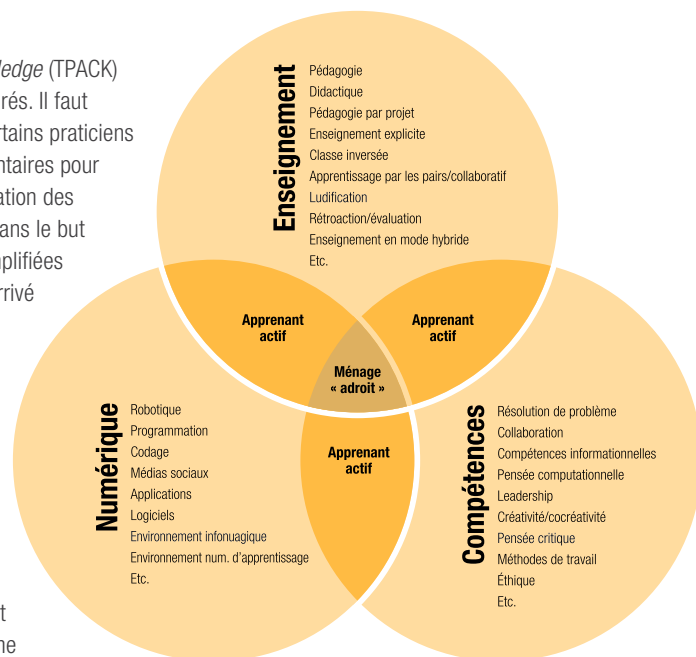 ledge (TPACK)
rés. Il faut
rtains praticiens
ntaires pour
ation des
ans le but
nplifiées
rrivé
Enseignement
Pédagogie
Didactique
Pédagogie par projet
Enseignement explicite
Classe inversée
Apprentissage par les pairs/collaboratif
Ludification
Rétroaction/évaluation
Enseignement en mode hybride
Etc.
Apprenant
actif
Apprenant
actif
Ménage
« adroit »
Apprenant
actif
Numérique
Robotique
Programmation
Codage
Médias sociaux
Applications
Logiciels
Environnement infonuagique
Environnement num. d'apprentissage
Etc.
Compétences
Résolution de problème
Collaboration
Compétences informationnelles
Pensée computationnelle
Leadership
Créativité/cocréativité
Pensée critique
Méthodes de travail
Éthique
Etc.
t
ne